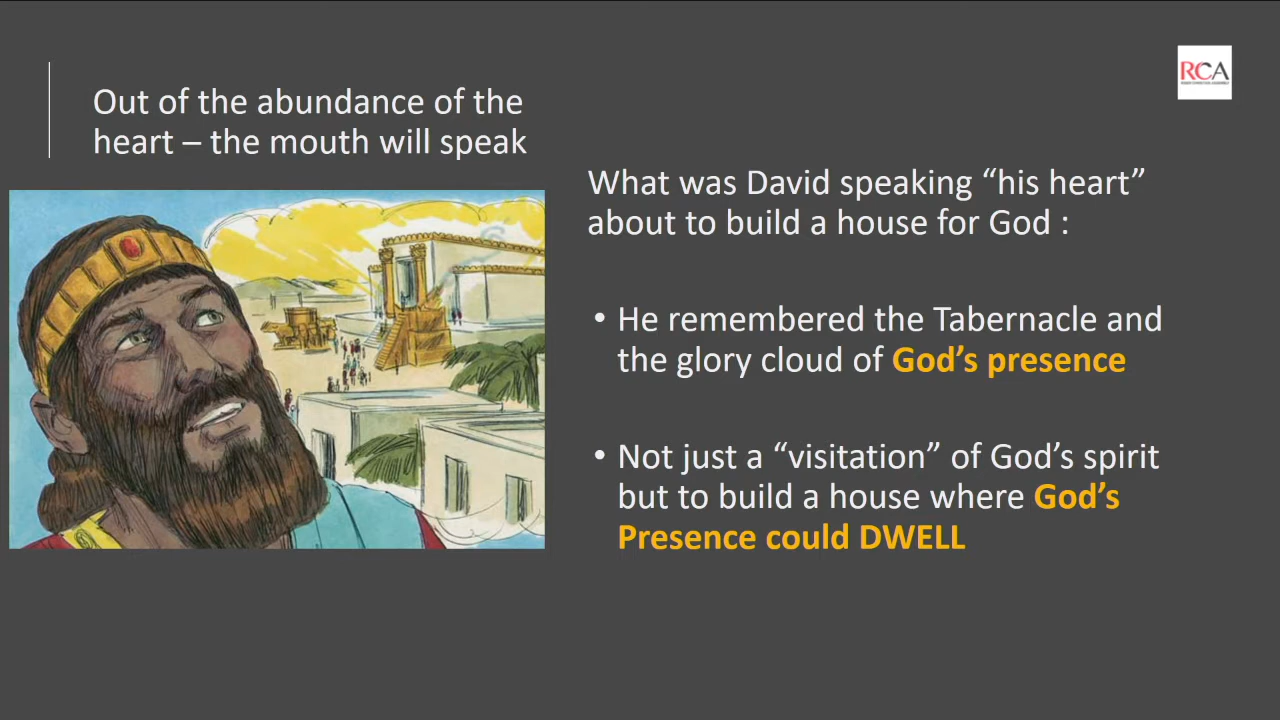 Out of the abundance of the
heart – the mouth will speak
RCA
What was David speaking “his heart”
about to build a house for God :
• He remembered the Tabernacle and
the glory cloud of God’s presence
• Not just a “visitation” of God’s spirit
but to build a house where God’s
Presence could DWELL